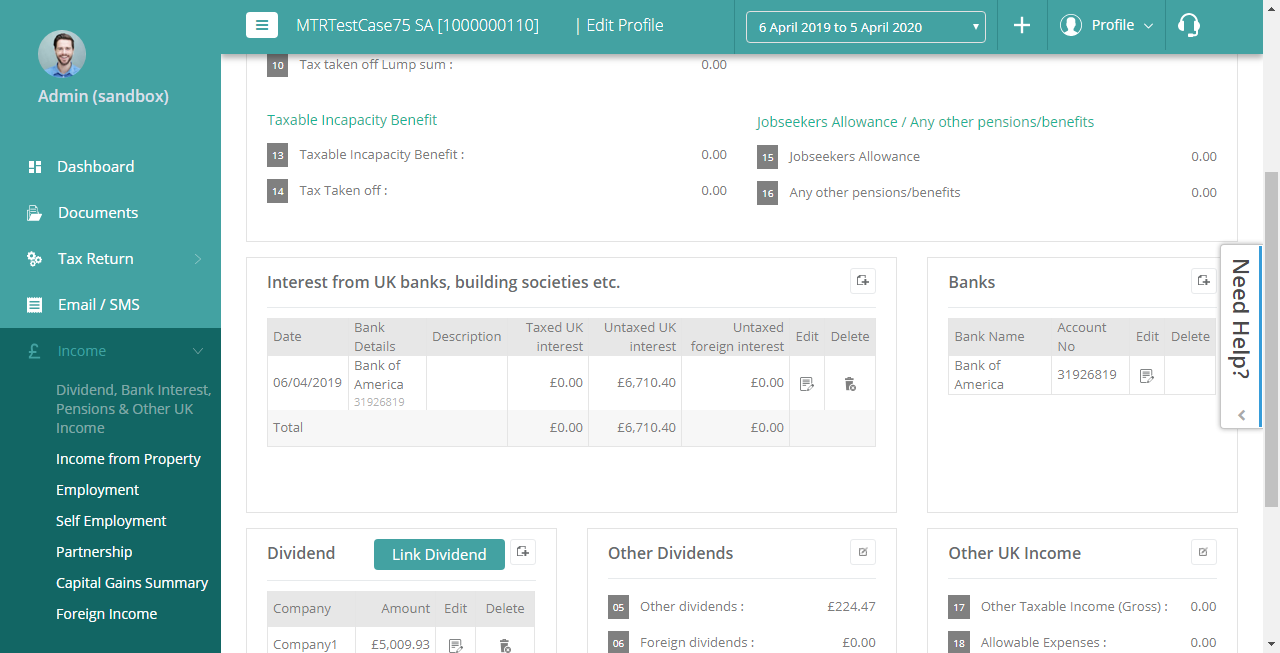 MTRTestCase75 SA [1000000110] | Edit Profile
6 April 2019 to 5 April 2020
Profile
Admin (sandbox)
Dashboard
Documents
Tax Return
Email / SMS
Income
Dividend, Bank Interest,
Pensions & Other UK
Income
Income from Property
Employment
Self Employment
Partnership
Capital Gains Summary
Foreign Income
10 Tax taken off Lump sum : 0.00
Taxable Incapacity Benefit
13 Taxable Incapacity Benefit : 0.00
14 Tax Taken off : 0.00
Jobseekers Allowance / Any other pensions/benefits
15 Jobseekers Allowance 0.00
16 Any other pensions/benefits 0.00
Interest from UK banks, building societies etc.
Date Bank Details Description Taxed UK interest Untaxed UK interest Untaxed foreign interest Edit Delete
06/04/2019 Bank of America 31926819 £0.00 £6,710.40 £0.00
Total £0.00 £6,710.40 £0.00
Banks
Bank Name Account No Edit Delete
Bank of America 31926819
Need Help?
Dividend Link Dividend
Company Amount Edit Delete
Company1 £5,009.93
Other Dividends
05 Other dividends : £224.47
06 Foreign dividends : £0.00
Other UK Income
17 Other Taxable Income (Gross) : 0.00
18 Allowable Expenses : 0.00